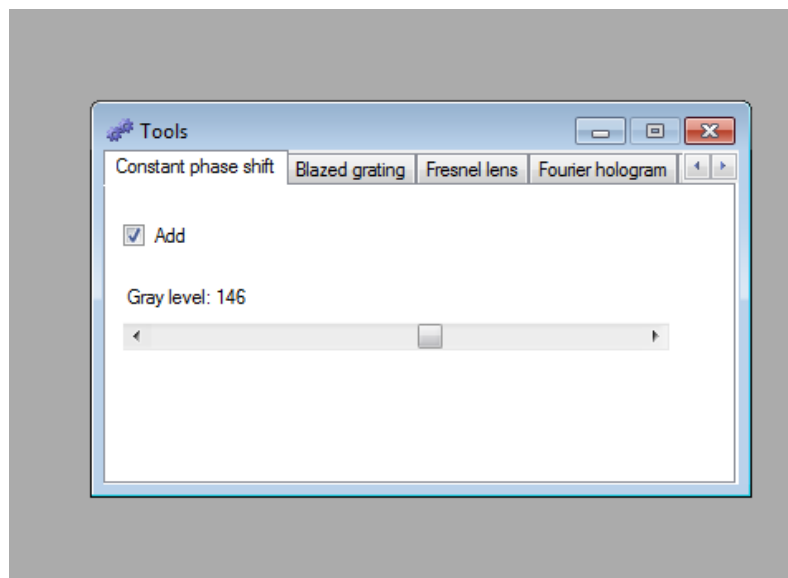 Tools
Constant phase shift Blazed grating Fresnel lens Fourier hologram
Add
Gray level: 146